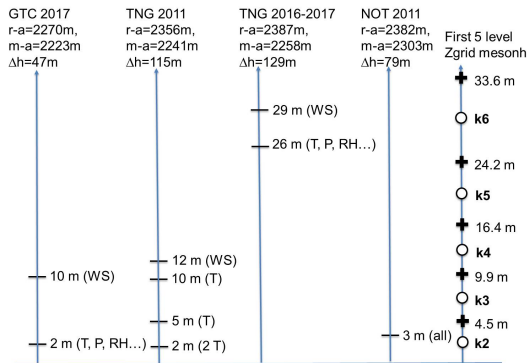 GTC 2017
r-a=2270m,
m-a=2223m
Δh=47m
TNG 2011
r-a=2356m,
m-a=2241m
Δh=115m
TNG 2016-2017
r-a=2387m,
m-a=2258m
Δh=129m
NOT 2011
r-a=2382m,
m-a=2303m
Δh=79m
First 5 level
Zgrid mesonh
10 m (WS)
2 m (T, P, RH...)
12 m (WS)
10 m (T)
5 m (T)
2 m (2 T)
29 m (WS)
26 m (T, P, RH...)
3 m (all)
33.6 m
k6
24.2 m
k5
16.4 m
k4
9.9 m
k3
4.5 m
k2